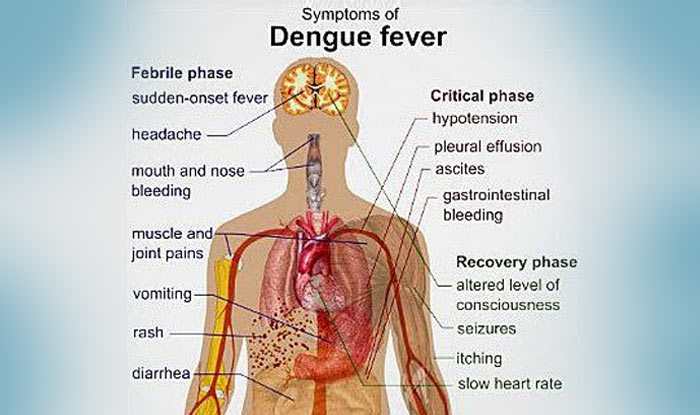 Symptoms of
Dengue fever
Febrile phase
sudden-onset fever
headache
mouth and nose
bleeding
muscle and
joint pains
vomiting
rash
diarrhea
Critical phase
hypotension
pleural effusion
ascites
gastrointestinal
bleeding
Recovery phase
altered level of
consciousness
seizures
itching
slow heart rate